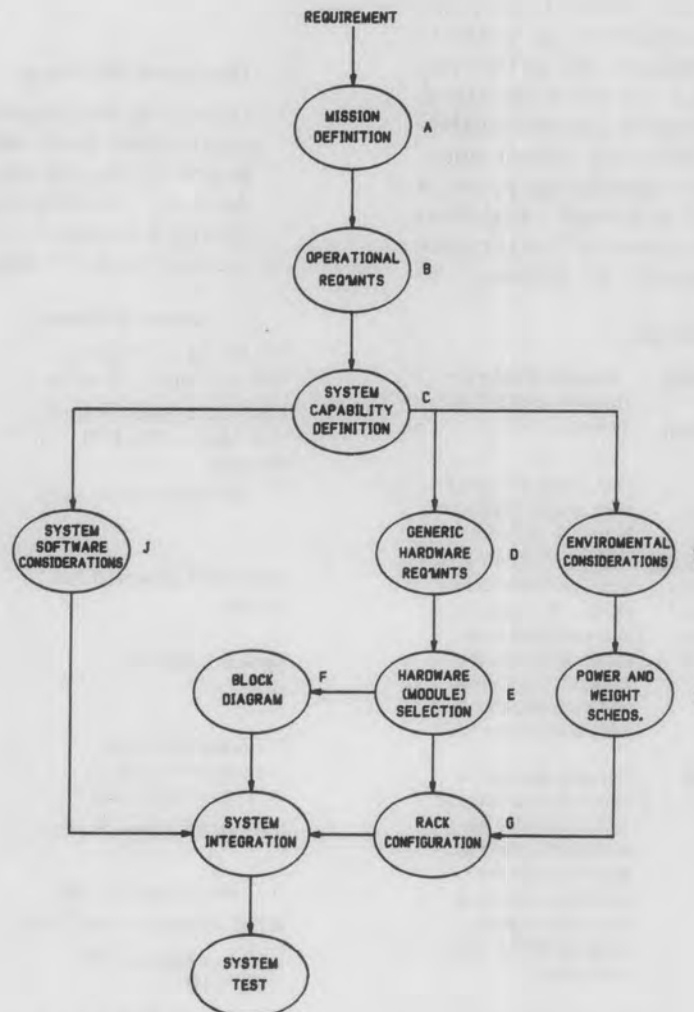 REQUIREMENT
MISSION
DEFINITION
A
OPERATIONAL
REQ'MNTS
B
SYSTEM
CAPABILITY
DEFINITION
C
SYSTEM
SOFTWARE
CONSIDERATIONS
J
GENERIC
HARDWARE
REQ'MNTS
D
ENVIROMENTAL
CONSIDERATIONS
BLOCK
DIAGRAM
F
HARDWARE
(MODULE)
SELECTION
E
POWER AND
WEIGHT
SCHEDS.
SYSTEM
INTEGRATION
RACK
CONFIGURATION
G
SYSTEM
TEST